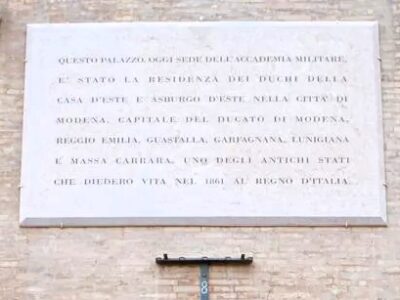 QUESTO PALAZZO, OGGI SEDE DELL'ACCADEMIA MILITARE,
E' STATO LA RESIDENZA DEI DUCHI DELLA
CASA D'ESTE E ASBURGO D'ESTE NELLA CITTA' DI
MODENA, CAPITALE DEL DUCATO DI MODENA,
REGGIO EMILIA, GUASTALLA, GARFAGNANA, LUNIGIANA
E MASSA CARRARA, UNO DEGLI ANTICHI STATI
CHE DIEDERO VITA NEL 1861 AL REGNO D'ITALIA.
8